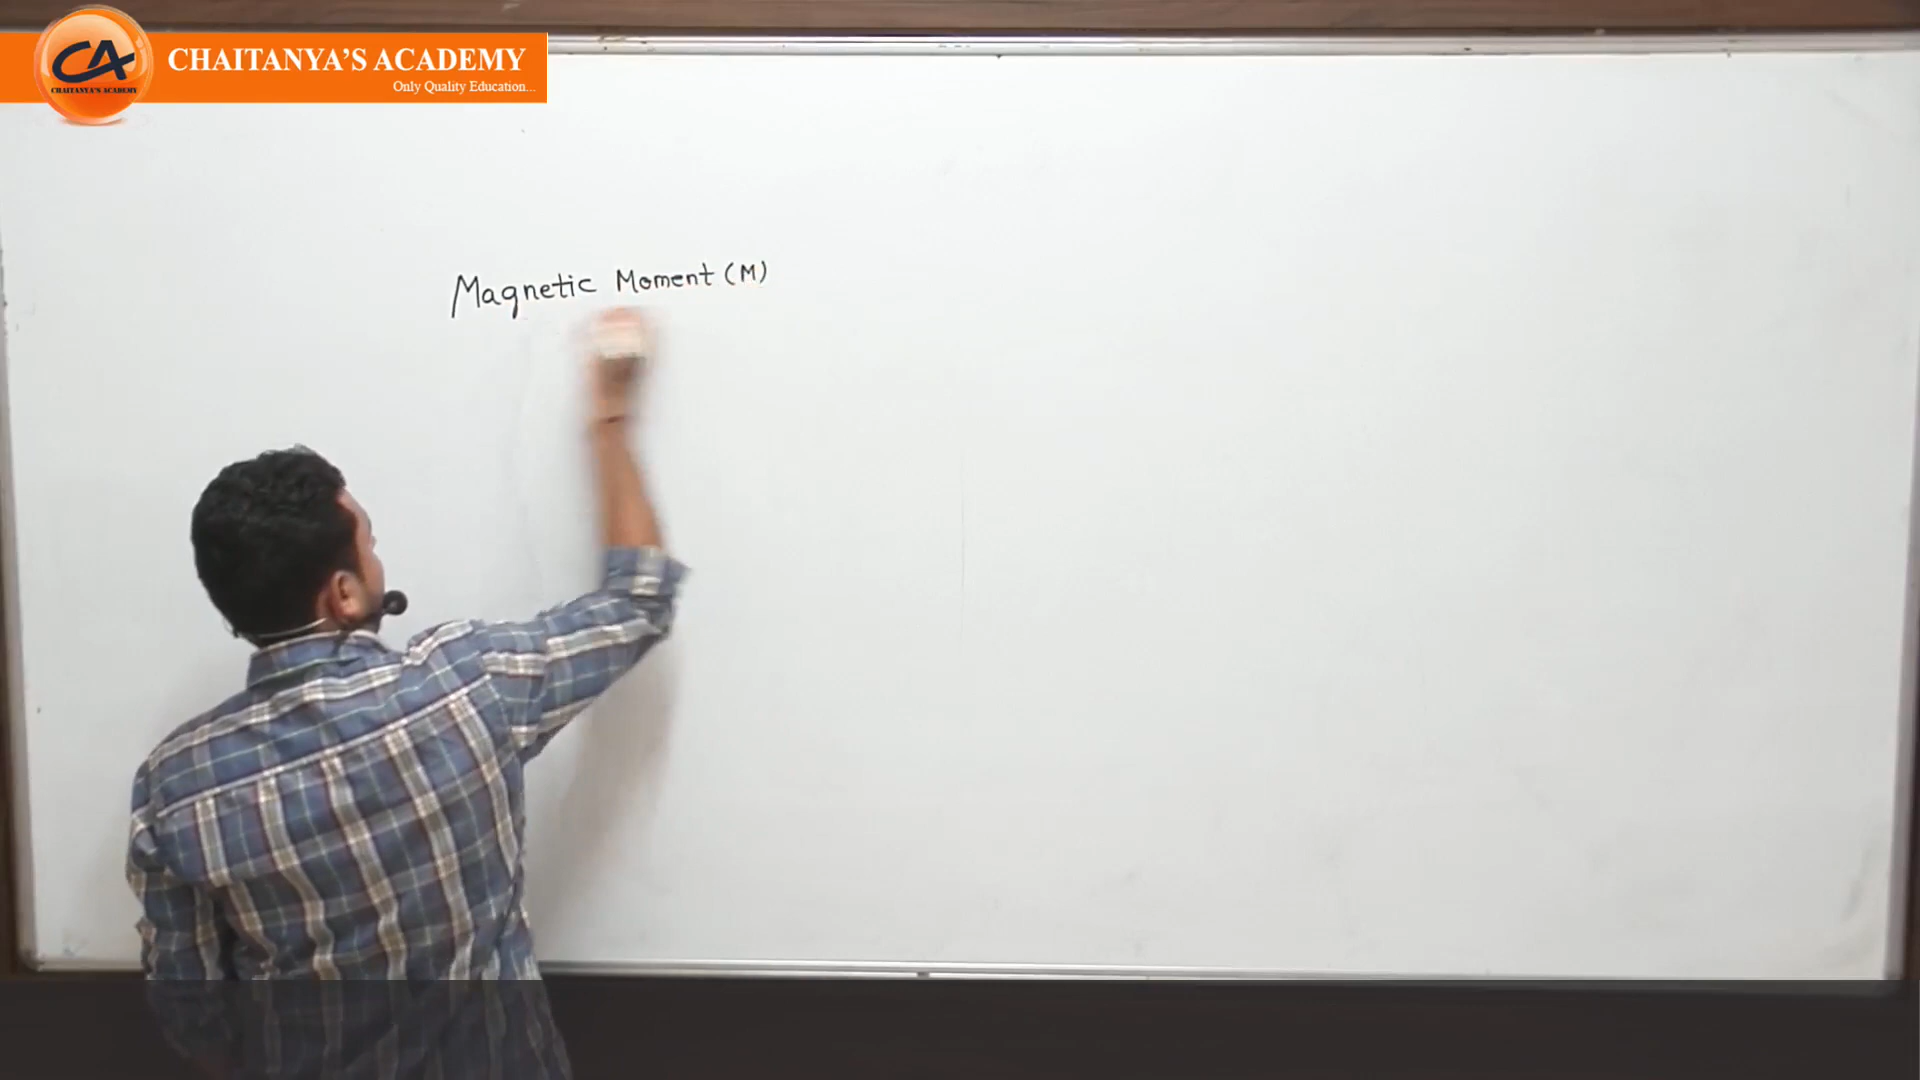 CA
CHAITANYA'S ACADEMY
CHAITANYA'S ACADEMY
Only Quality Education...
Magnetic Moment (M)